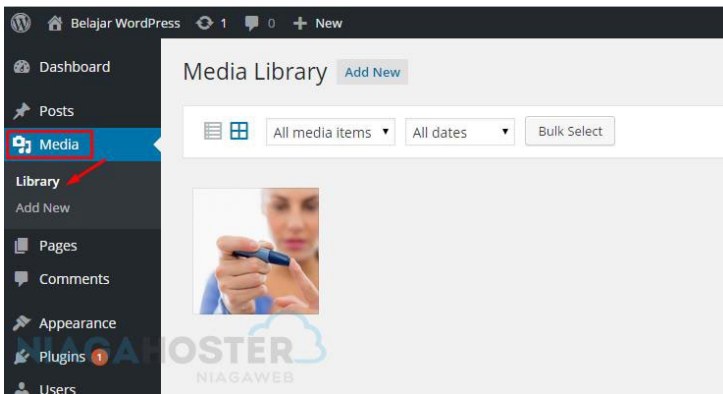 Belajar WordPress 1 0 + New
Dashboard
Posts
Media
Library
Add New
Pages
Comments
Appearance
Plugins 1
Users
Media Library Add New
All media items All dates Bulk Select
NIAGAHOSTER
NIAGAWEB